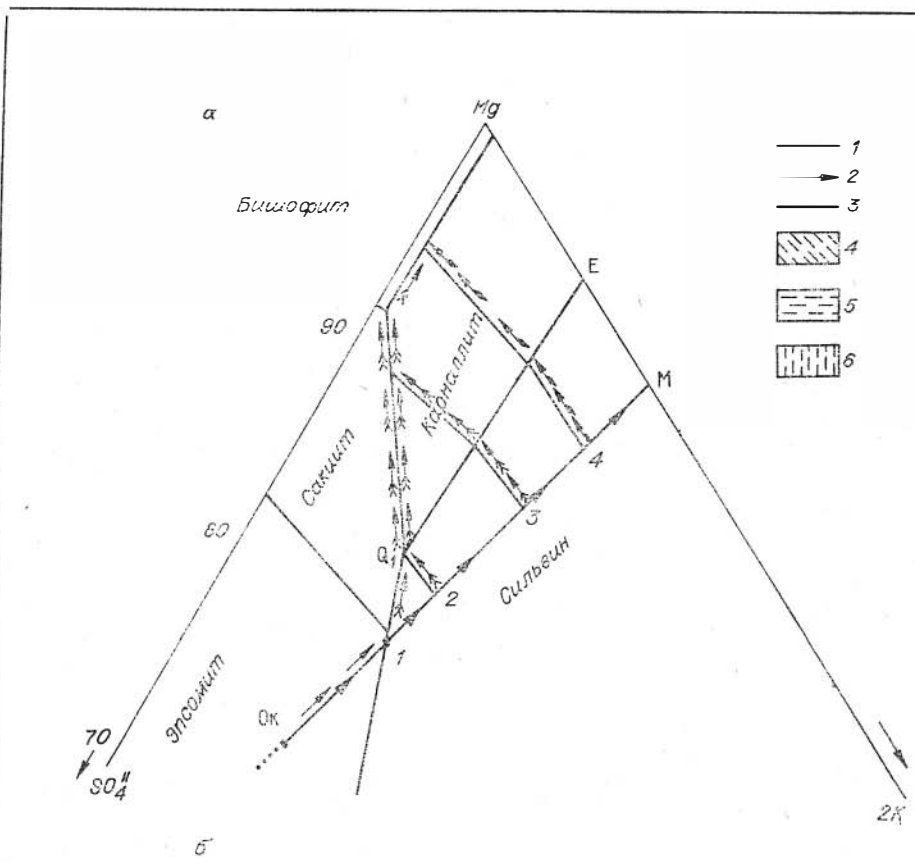 а
Mg
1
2
3
4
5
6
Бишофит
E
90
Карналлит
M
Сакиит
4
80
3
Q
Сильвин
2
1
Эпсомит
Ок
70
SO₄"
2К
б